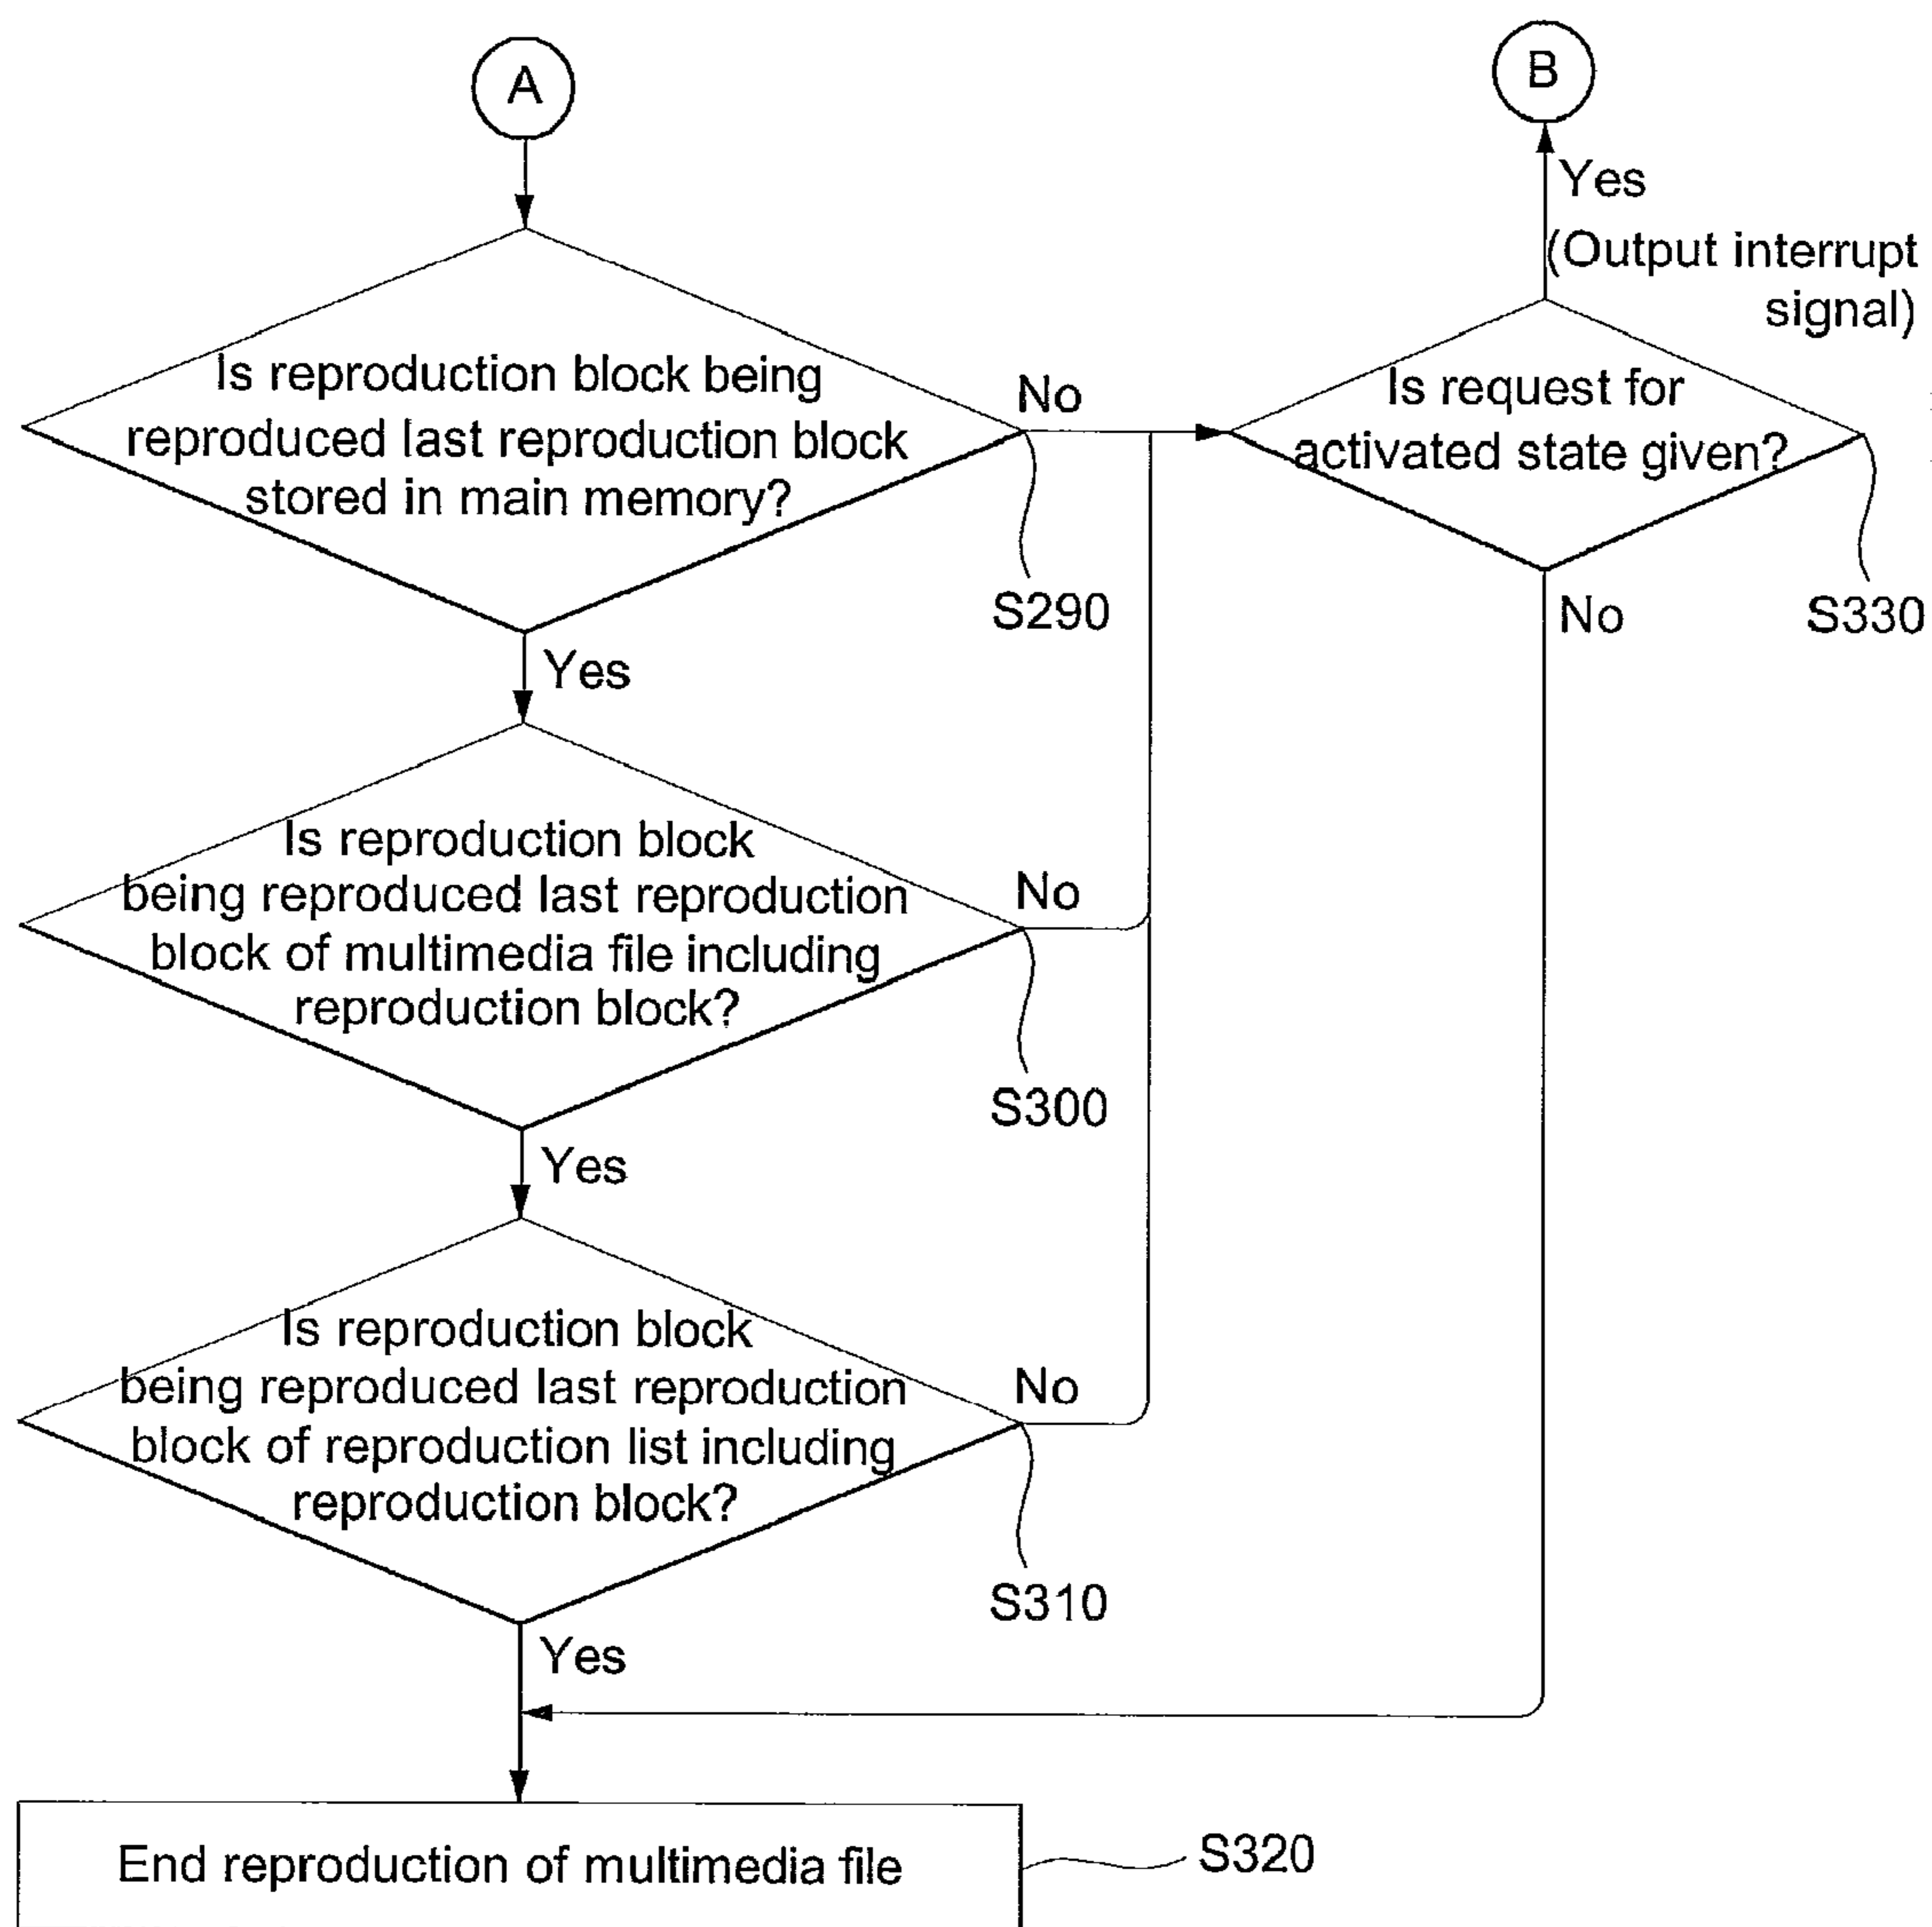 A
B
Yes
(Output interrupt
signal)
Is reproduction block being
reproduced last reproduction block
stored in main memory?
No
Is request for
activated state given?
S290
No
S330
Yes
Is reproduction block
being reproduced last reproduction
block of multimedia file including
reproduction block?
No
S300
Yes
Is reproduction block
being reproduced last reproduction
block of reproduction list including
reproduction block?
No
S310
Yes
End reproduction of multimedia file
S320